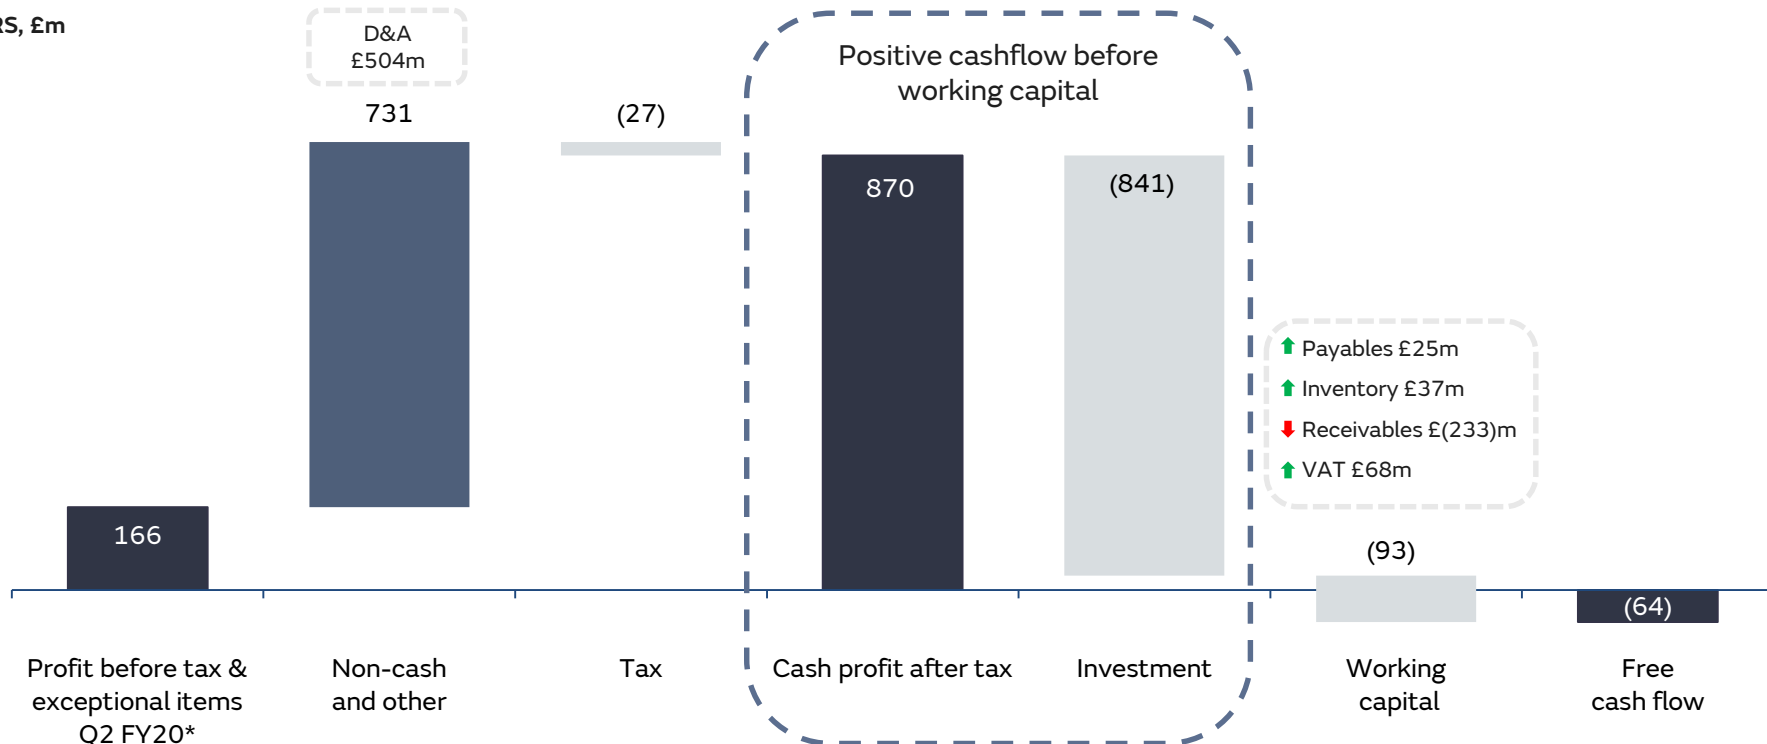 RS, £m
D&A
£504m
731
(27)
Positive cashflow before
working capital
870
(841)
166
Payables £25m
Inventory £37m
Receivables £(233)m
VAT £68m
(93)
(64)
Profit before tax &
exceptional items
Q2 FY20*
Non-cash
and other
Tax
Cash profit after tax
Investment
Working
capital
Free
cash flow